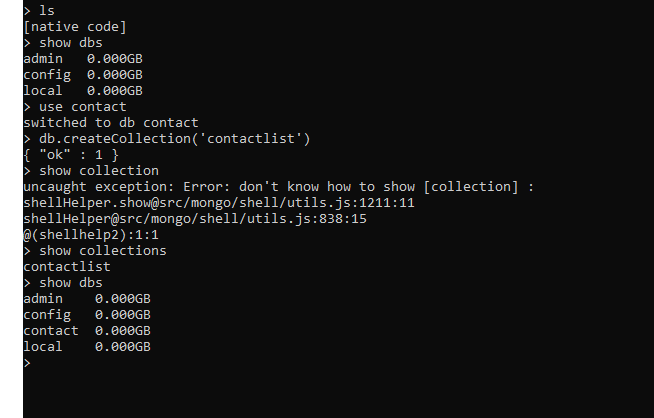 > ls
[native code]
> show dbs
admin   0.000GB
config  0.000GB
local   0.000GB
> use contact
switched to db contact
> db.createCollection('contactlist')
{ "ok" : 1 }
> show collection
uncaught exception: Error: don't know how to show [collection] :
shellHelper.show@src/mongo/shell/utils.js:1211:11
shellHelper@src/mongo/shell/utils.js:838:15
@(shellhelp2):1:1
> show collections
contactlist
> show dbs
admin    0.000GB
config   0.000GB
contact  0.000GB
local    0.000GB
>